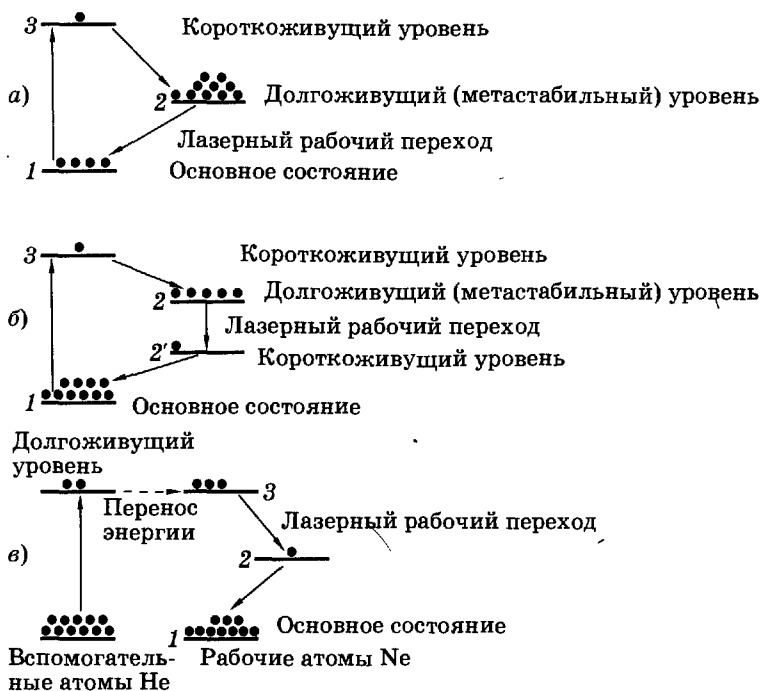 3 Короткоживущий уровень
а) 2 Долгоживущий (метастабильный) уровень
Лазерный рабочий переход
1 Основное состояние
3 Короткоживущий уровень
2 Долгоживущий (метастабильный) уровень
б) Лазерный рабочий переход
2′ Короткоживущий уровень
1 Основное состояние
Долгоживущий
уровень
3
Перенос
энергии
Лазерный рабочий переход
в) 2
1 Основное состояние
Вспомогатель-
ные атомы He
Рабочие атомы Ne